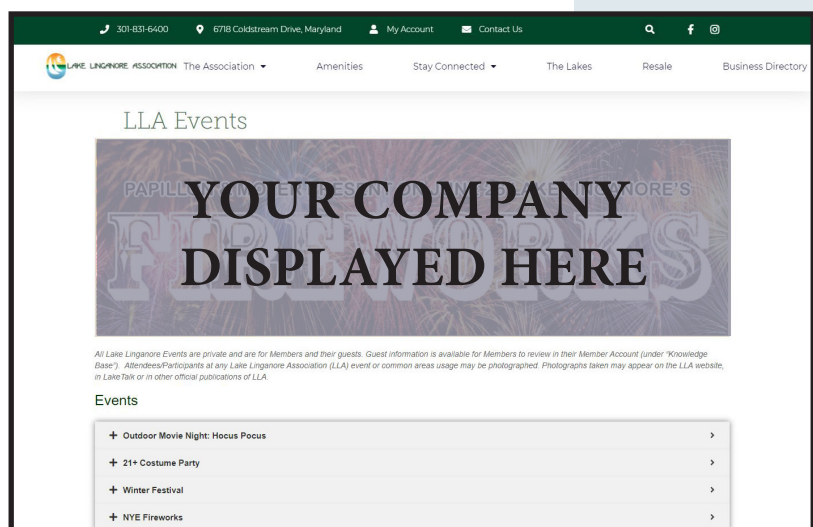 301-831-6400 6718 Coldstream Drive, Maryland My Account Contact Us
LAKE LINGANORE ASSOCIATION The Association Amenities Stay Connected The Lakes Resale Business Directory
LLA Events
YOUR COMPANY
DISPLAYED HERE
FIREWORKS
All Lake Linganore Events are private and are for Members and their guests. Guest information is available for Members to review in their Member Account (under "Knowledge
Base"). Attendees/Participants at any Lake Linganore Association (LLA) event or common areas usage may be photographed. Photographs taken may appear on the LLA website,
in LakeTalk or in other official publications of LLA.
Events
Outdoor Movie Night: Hocus Pocus
21+ Costume Party
Winter Festival
NYE Fireworks